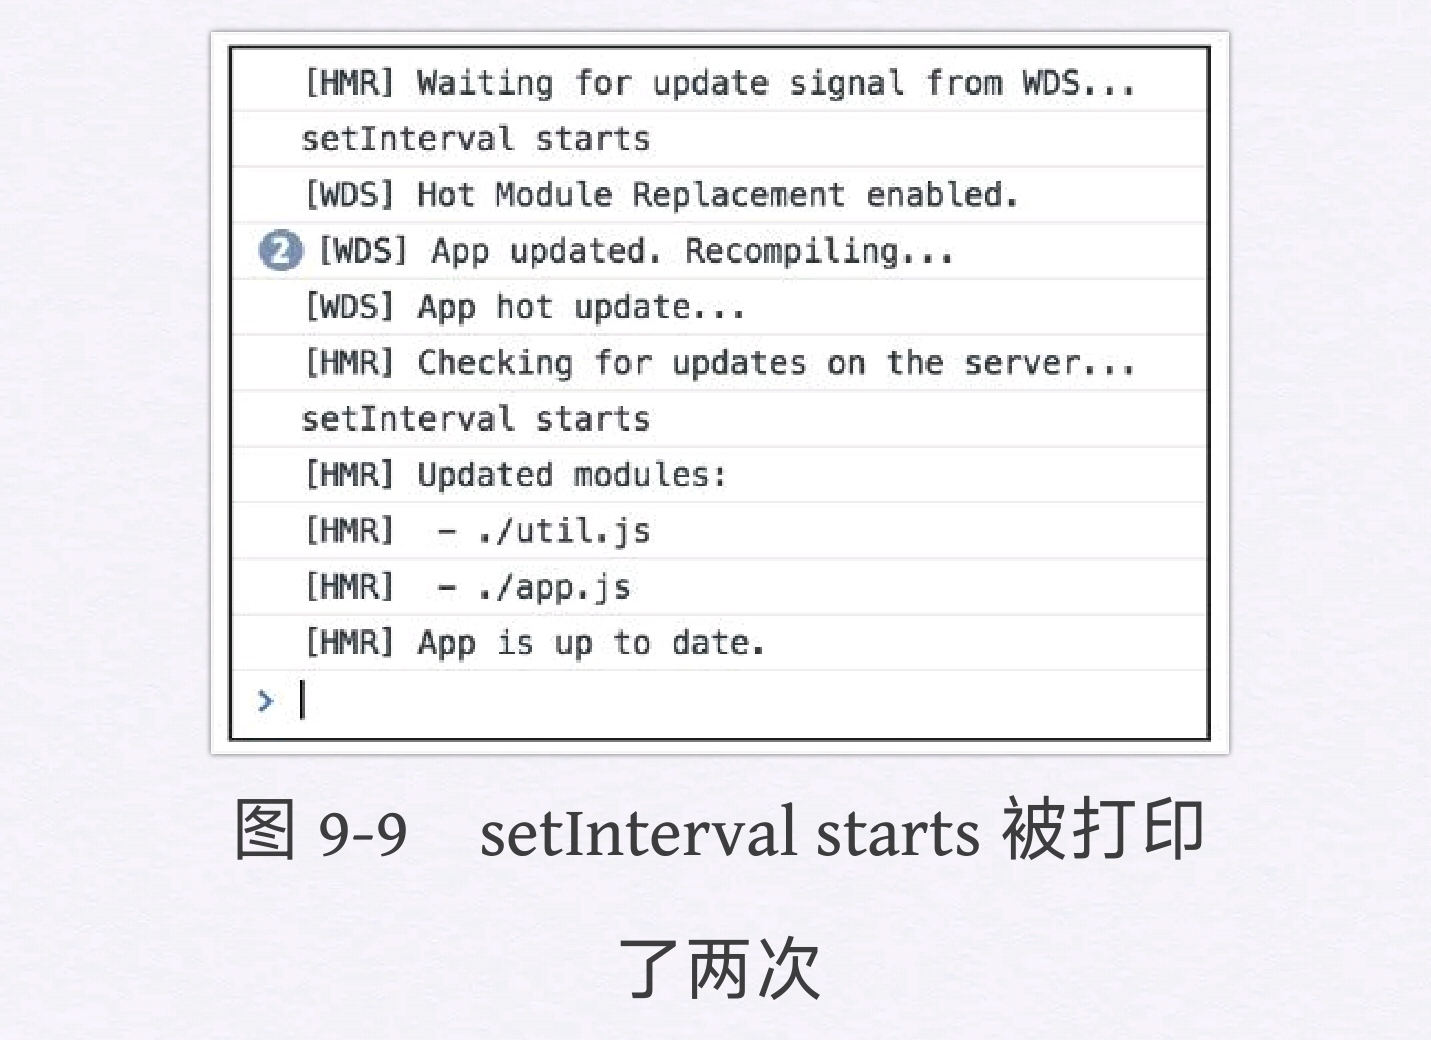 [HMR] Waiting for update signal from WDS...
setInterval starts
[WDS] Hot Module Replacement enabled.
2 [WDS] App updated. Recompiling...
[WDS] App hot update...
[HMR] Checking for updates on the server...
setInterval starts
[HMR] Updated modules:
[HMR]  - ./util.js
[HMR]  - ./app.js
[HMR] App is up to date.
>
图 9-9 setInterval starts 被打印
了两次